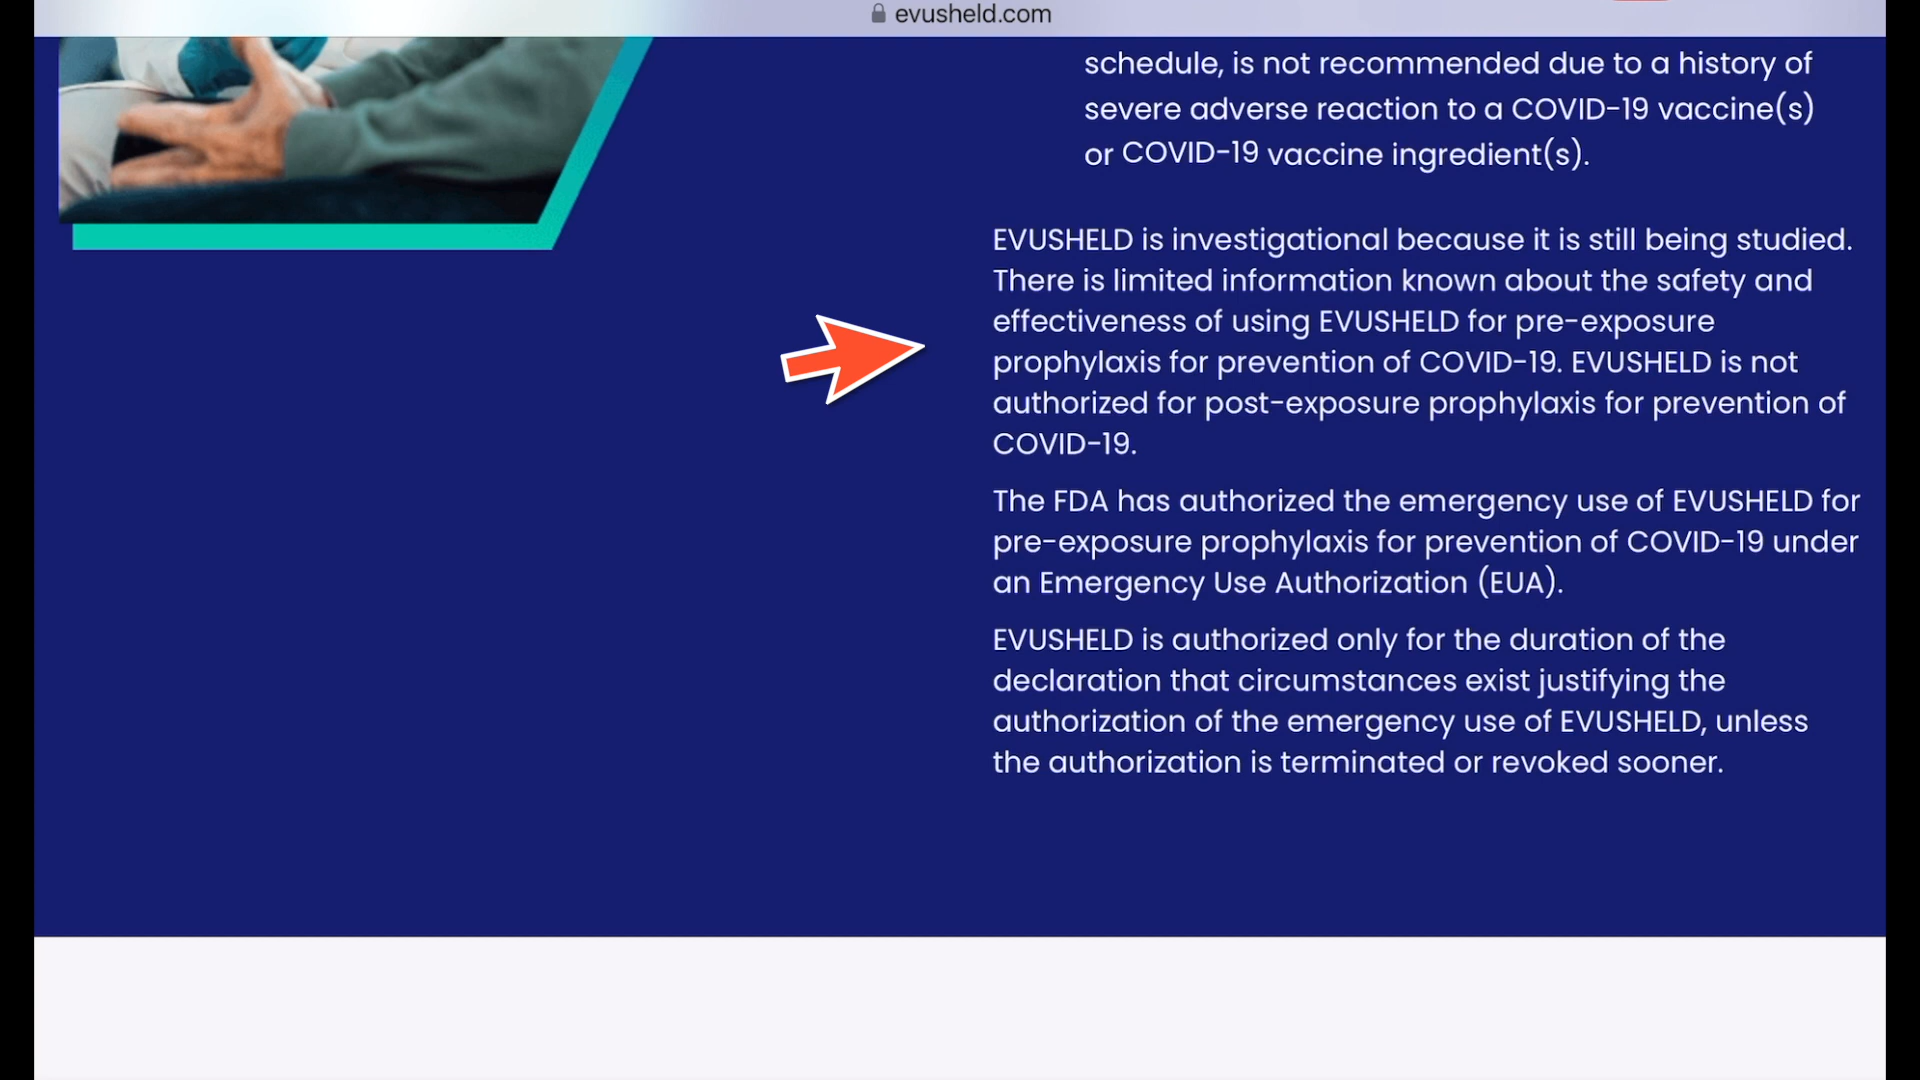 evusheld.com
schedule, is not recommended due to a history of
severe adverse reaction to a COVID-19 vaccine(s)
or COVID-19 vaccine ingredient(s).
EVUSHELD is investigational because it is still being studied.
There is limited information known about the safety and
effectiveness of using EVUSHELD for pre-exposure
prophylaxis for prevention of COVID-19. EVUSHELD is not
authorized for post-exposure prophylaxis for prevention of
COVID-19.
The FDA has authorized the emergency use of EVUSHELD for
pre-exposure prophylaxis for prevention of COVID-19 under
an Emergency Use Authorization (EUA).
EVUSHELD is authorized only for the duration of the
declaration that circumstances exist justifying the
authorization of the emergency use of EVUSHELD, unless
the authorization is terminated or revoked sooner.